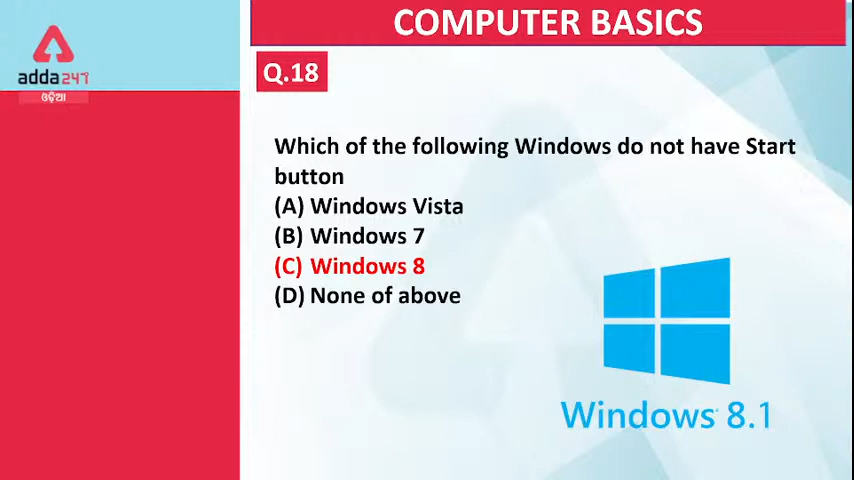 COMPUTER BASICS
adda247
ଓଡ଼ିଆ
Q.18
Which of the following Windows do not have Start
button
(A) Windows Vista
(B) Windows 7
(C) Windows 8
(D) None of above
Windows 8.1